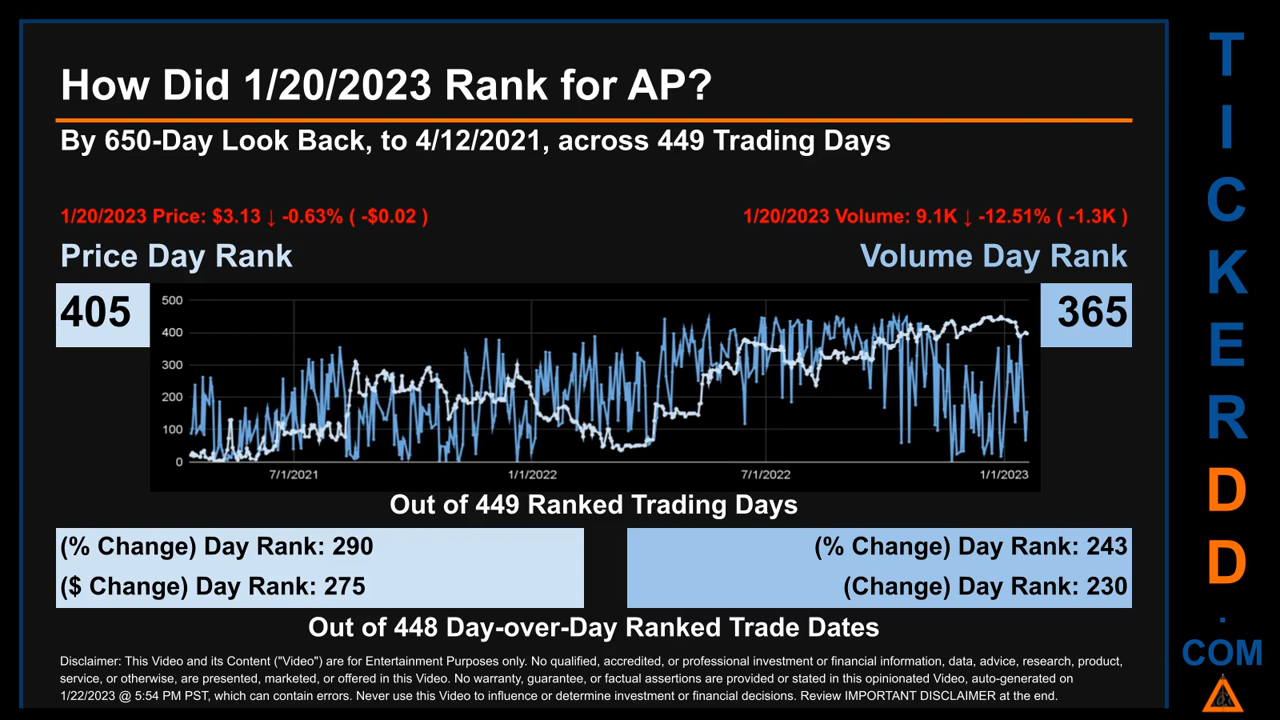 How Did 1/20/2023 Rank for AP?
By 650-Day Look Back, to 4/12/2021, across 449 Trading Days
1/20/2023 Price: $3.13 ↓ -0.63% ( -$0.02 )
1/20/2023 Volume: 9.1K ↓ -12.51% ( -1.3K )
Price Day Rank
Volume Day Rank
405
365
500
400
300
200
100
0
7/1/2021
1/1/2022
7/1/2022
1/1/2023
Out of 449 Ranked Trading Days
(% Change) Day Rank: 290
($ Change) Day Rank: 275
(% Change) Day Rank: 243
(Change) Day Rank: 230
Out of 448 Day-over-Day Ranked Trade Dates
Disclaimer: This Video and its Content ("Video") are for Entertainment Purposes only. No qualified, accredited, or professional investment or financial information, data, advice, research, product,
service, or otherwise, are presented, marketed, or offered in this Video. No warranty, guarantee, or factual assertions are provided or stated in this opinionated Video, auto-generated on
1/22/2023 @ 5:54 PM PST, which can contain errors. Never use this Video to influence or determine investment or financial decisions. Review IMPORTANT DISCLAIMER at the end.
T
I
C
K
E
R
D
D
.
COM